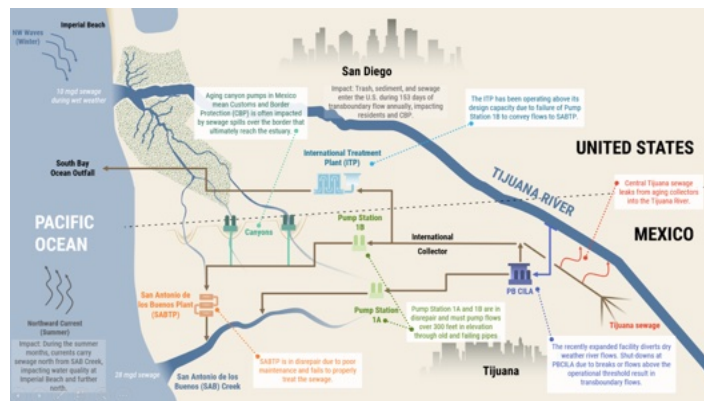 NW Waves
(Winter)
Imperial Beach
10 mgd sewage
during wet weather
San Diego
Impact: Trash, sediment, and sewage
enter the U.S. during 153 days of
transboundary flow annually, impacting
residents and CBP.
Aging canyon pumps in Mexico
mean Customs and Border
Protection (CBP) is often impacted
by sewage spills over the border that
ultimately reach the estuary.
The ITP has been operating above its
design capacity due to failure of Pump
Station 1B to convey flows to SABTP.
International Treatment
Plant (ITP)
South Bay
Ocean Outfall
UNITED STATES
TIJUANA RIVER
Central Tijuana sewage
leaks from aging collectors
into the Tijuana River.
PACIFIC
OCEAN
MEXICO
Canyons
Pump Station
1B
International
Collector
Northward Current
(Summer)
San Antonio de
los Buenos Plant
(SABTP)
PB CILA
Pump Station
1A
Pump Station 1A and 1B are in
disrepair and must pump flows
over 300 feet in elevation
through old and failing pipes
Tijuana sewage
Impact: During the summer
months, currents carry
sewage north from SAB Creek,
impacting water quality at
Imperial Beach and further
north.
28 mgd sewage
San Antonio de los
Buenos (SAB) Creek
SABTP is in disrepair due to poor
maintenance and fails to properly
treat the sewage.
Tijuana
The recently expanded facility diverts dry
weather river flows. Shut downs at
PBCILA due to breaks or flows above the
operational threshold result in
transboundary flows.